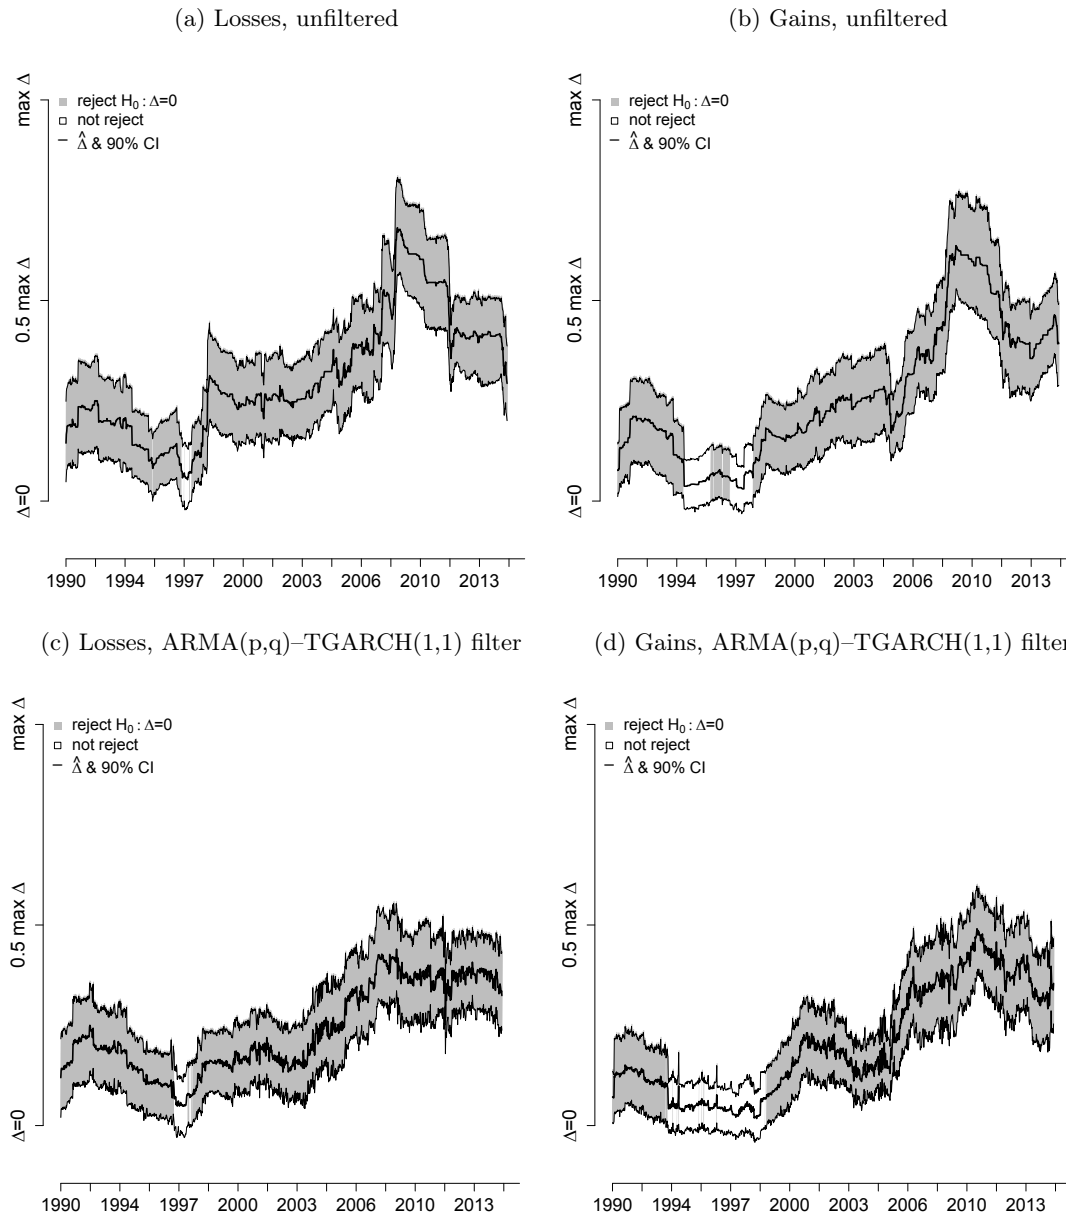 (a) Losses, unfiltered
max Δ
0.5 max Δ
Δ=0
reject H₀ : Δ=0
not reject
Δ̂ & 90% CI
1990 1994 1997 2000 2003 2006 2010 2013
(b) Gains, unfiltered
max Δ
0.5 max Δ
Δ=0
reject H₀ : Δ=0
not reject
Δ̂ & 90% CI
1990 1994 1997 2000 2003 2006 2010 2013
(c) Losses, ARMA(p,q)–TGARCH(1,1) filter
max Δ
0.5 max Δ
Δ=0
reject H₀ : Δ=0
not reject
Δ̂ & 90% CI
1990 1994 1997 2000 2003 2006 2010 2013
(d) Gains, ARMA(p,q)–TGARCH(1,1) filter
max Δ
0.5 max Δ
Δ=0
reject H₀ : Δ=0
not reject
Δ̂ & 90% CI
1990 1994 1997 2000 2003 2006 2010 2013